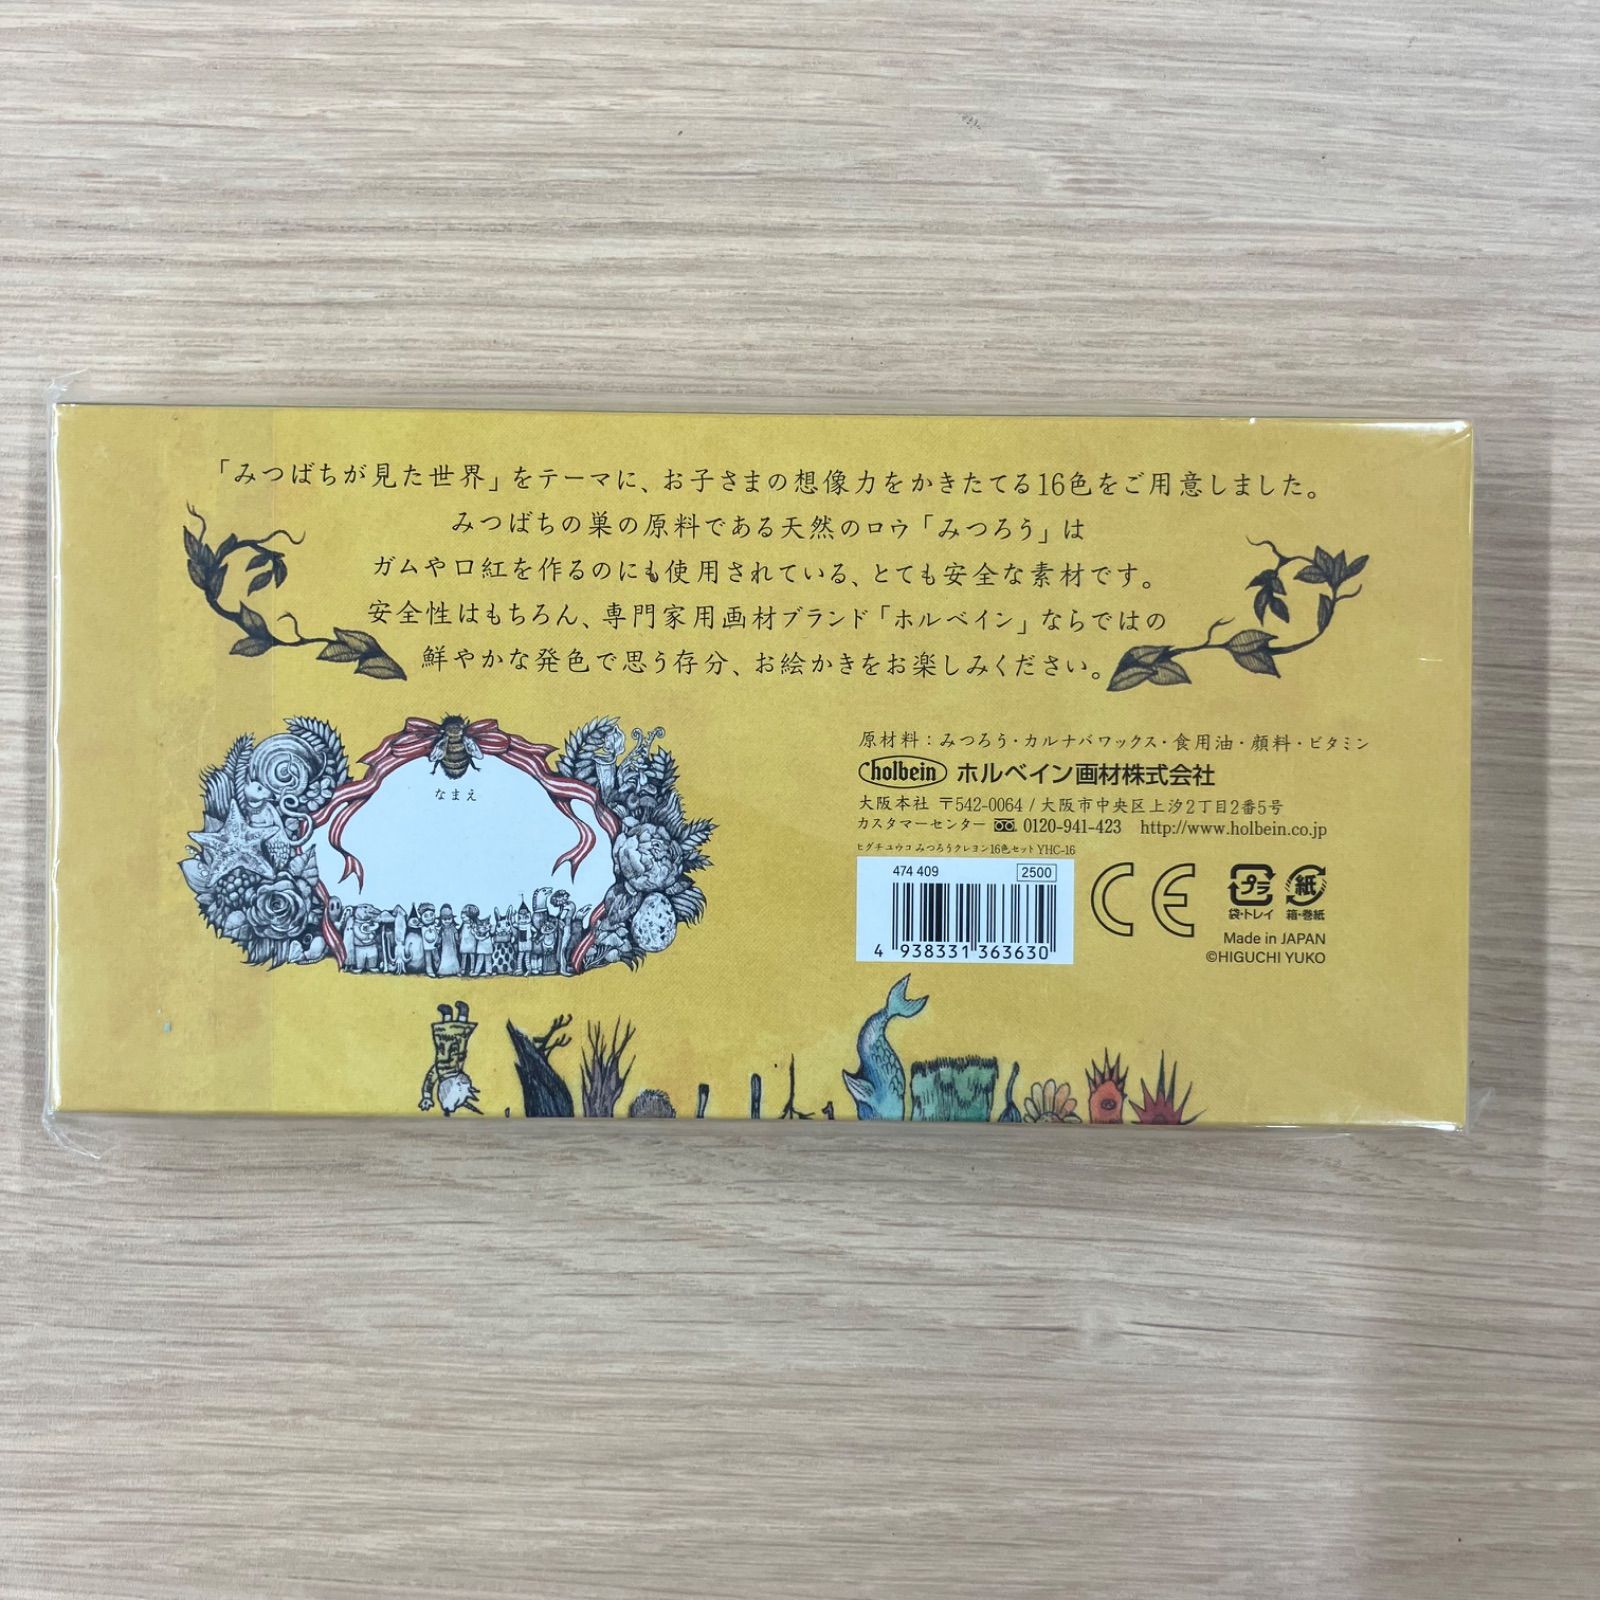 「みつばちが見た世界」をテーマに、お子さまの想像力をかきたてる16色をご用意しました。
みつばちの巣の原料である天然のロウ「みつろう」は
ガムや口紅を作るのにも使用されている、とても安全な素材です。
安全性はもちろん、専門家用画材ブランド「ホルベイン」ならではの
鮮やかな発色で思う存分、お絵かきをお楽しみください。
なまえ
原材料：みつろう・カルナバワックス・食用油・顔料・ビタミン
holbein ホルベイン画材株式会社
大阪本社 〒542-0064 / 大阪市中央区上汐2丁目2番5号
カスタマーセンター 0120-941-423 http://www.holbein.co.jp
ヒグチユウコ みつろうクレヨン16色セット YHC-16
474 409 2500
4 938331 363630
CE
プラ 紙
袋・トレイ 箱・巻紙
Made in JAPAN
©HIGUCHI YUKO